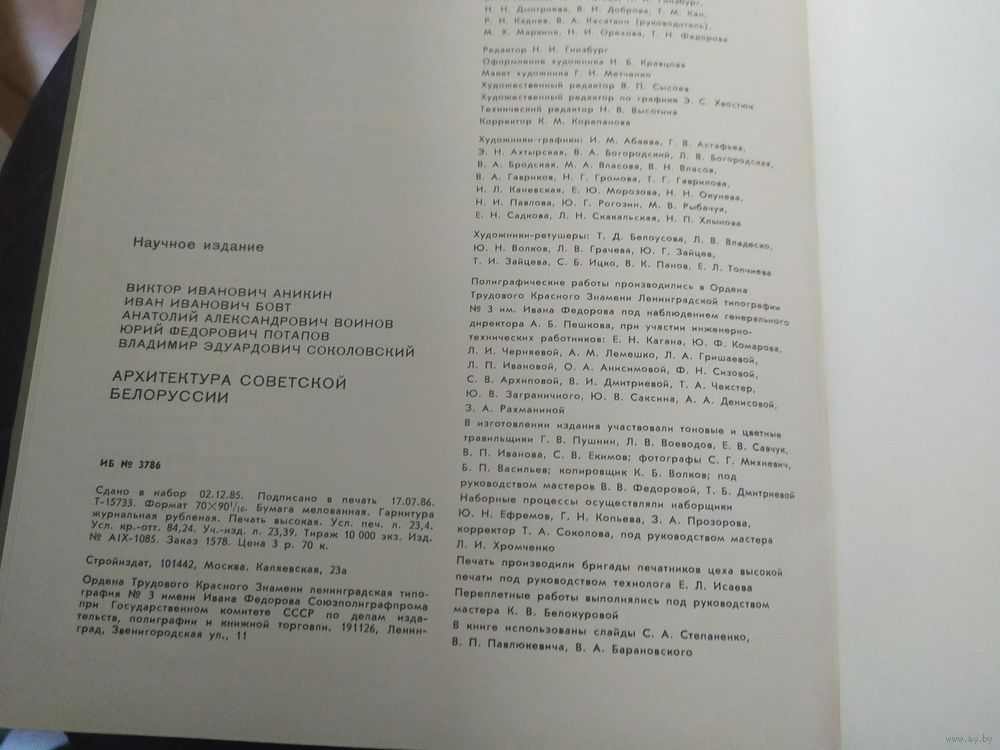 Научное издание
ВИКТОР ИВАНОВИЧ АНИКИН
ИВАН ИВАНОВИЧ БОВТ
АНАТОЛИЙ АЛЕКСАНДРОВИЧ ВОИНОВ
ЮРИЙ ФЕДОРОВИЧ ПОТАПОВ
ВЛАДИМИР ЭДУАРДОВИЧ СОКОЛОВСКИЙ
АРХИТЕКТУРА СОВЕТСКОЙ
БЕЛОРУССИИ
ИБ № 3786
Сдано в набор 02.12.85. Подписано в печать 17.07.86.
Т-15733. Формат 70×90¹/₁₆. Бумага мелованная. Гарнитура
журнальная рубленая. Печать высокая. Усл. печ. л. 23,4.
Усл. кр.-отт. 84,24. Уч.-изд. л. 23,39. Тираж 10 000 экз. Изд.
№ АIX-1085. Заказ 1578. Цена 3 р. 70 к.
Стройиздат, 101442, Москва. Каляевская, 23а
Ордена Трудового Красного Знамени ленинградская типо-
графия № 3 имени Ивана Федорова Союзполиграфпрома
при Государственном комитете СССР по делам изда-
тельств, полиграфии и книжной торговли. 191126, Ленин-
град, Звенигородская ул., 11
Гинзбург,
Н. Н. Дмитриева, В. И. Доброва, Т. М. Кан,
Р. И. Каднев, В. А. Касаткин (руководитель),
М. Х. Маркина, Н. И. Орехова, Т. Н. Федорова
Редактор Н. И. Гинзбург
Оформление художника И. Б. Кравцова
Макет художника Г. И. Метченко
Художественный редактор В. П. Сысоев
Художественный редактор по графике Э. С. Хвостюк
Технический редактор Н. В. Высотина
Корректор К. М. Корепанова
Художники-графики: И. М. Абаева, Г. В. Астафьев,
Э. Н. Ахтырская, В. А. Богородский, Л. В. Богородская,
В. А. Бродская, М. А. Власова, В. Н. Власов,
В. А. Гавриков, Н. Г. Громова, Т. Г. Гаврилова,
И. Л. Каневская, Е. Ю. Морозова, Н. Н. Окунева,
Н. И. Павлова, Ю. Г. Рогозин, М. В. Рыбачук,
Е. Н. Садкова, Л. Н. Скакальская, Н. П. Хлынова
Художники-ретушеры: Т. Д. Белоусова, Л. В. Владеско,
Ю. Н. Волков, Л. В. Грачева, Ю. Г. Зайцев,
Т. И. Зайцева, С. Б. Ицко, В. К. Панов, Е. Л. Топчиева
Полиграфические работы производились в Ордена
Трудового Красного Знамени Ленинградской типографии
№ 3 им. Ивана Федорова под наблюдением генерального
директора А. Б. Пешкова, при участии инженерно-
технических работников: Е. Н. Кагана, Ю. Ф. Комарова,
Л. И. Черняевой, А. М. Лемешко, Л. А. Гришаевой,
Л. П. Ивановой, О. А. Анисимовой, Ф. Н. Сизовой,
С. В. Архиповой, В. И. Дмитриевой, Т. А. Чекстер,
Ю. В. Заграничного, Ю. В. Саксина, А. А. Денисовой,
З. А. Рахманиной
В изготовлении издания участвовали тоновые и цветные
травильщики Г. В. Пушнин, Л. В. Воеводов, Е. В. Савчук,
В. П. Иванова, С. В. Екимов; фотографы С. Г. Михневич,
Б. П. Васильев; копировщик К. Б. Волков; под
руководством мастеров В. В. Федоровой, Т. Б. Дмитриевой
Наборные процессы осуществляли наборщики
Ю. Н. Ефремов, Г. Н. Копьева, З. А. Прозорова,
корректор Т. А. Соколова, под руководством мастера
Л. И. Хромченко
Печать производили бригады печатников цеха высокой
печати под руководством технолога Е. Л. Исаева
Переплетные работы выполнялись под руководством
мастера К. В. Белокуровой
В книге использованы слайды С. А. Степаненко,
В. П. Павлюкевича, В. А. Барановского
www.ay.by